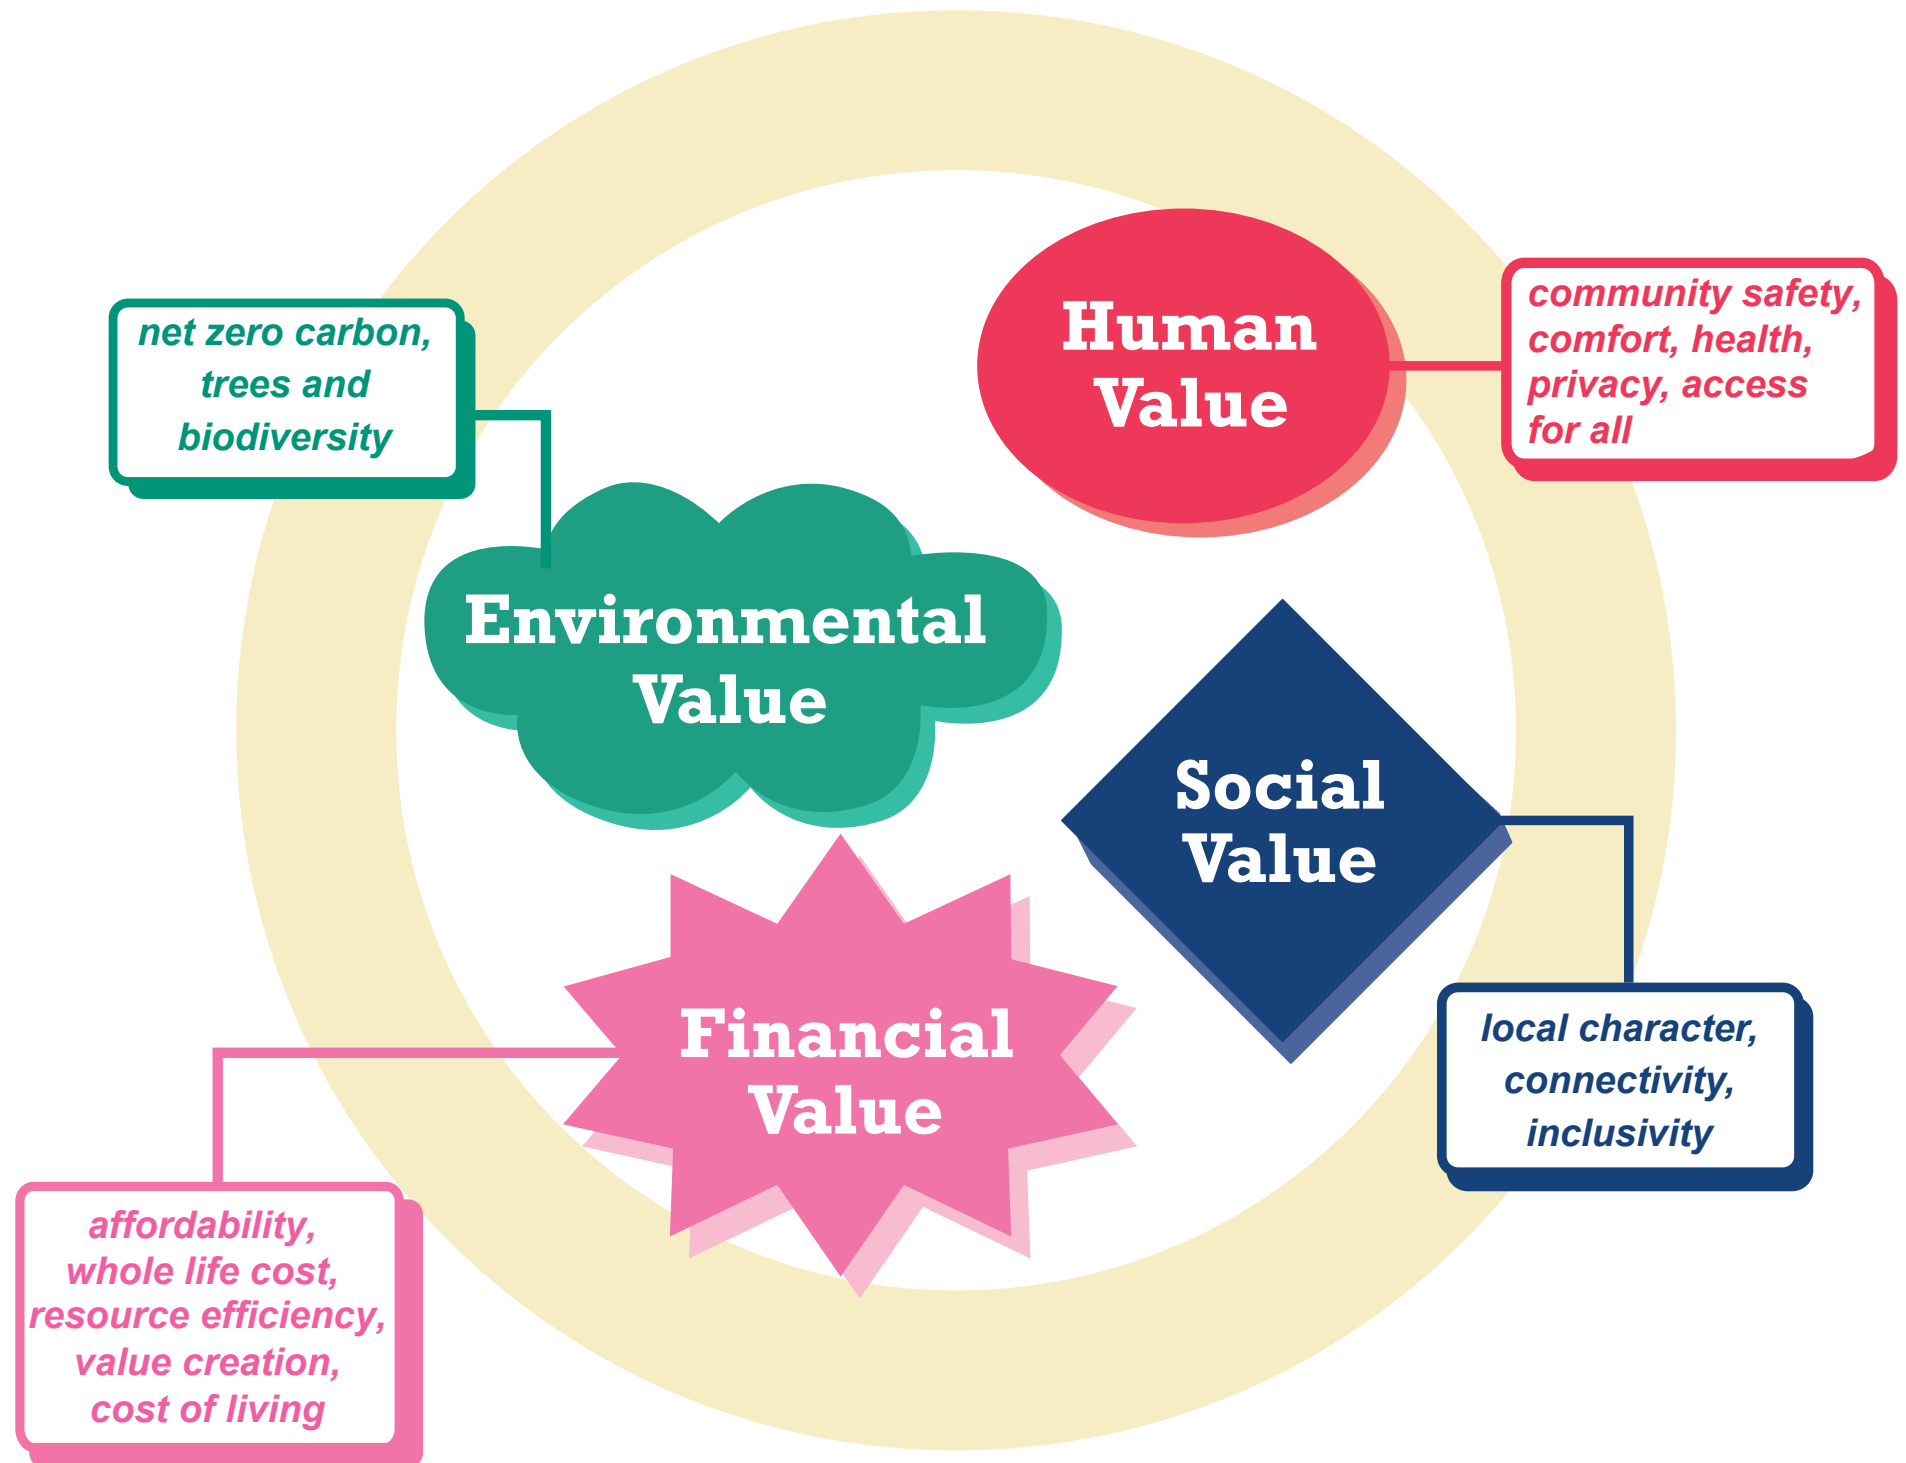 Human
Value
community safety,
comfort, health,
privacy, access
for all
net zero carbon,
trees and
biodiversity
Environmental
Value
Social
Value
local character,
connectivity,
inclusivity
Financial
Value
affordability,
whole life cost,
resource efficiency,
value creation,
cost of living